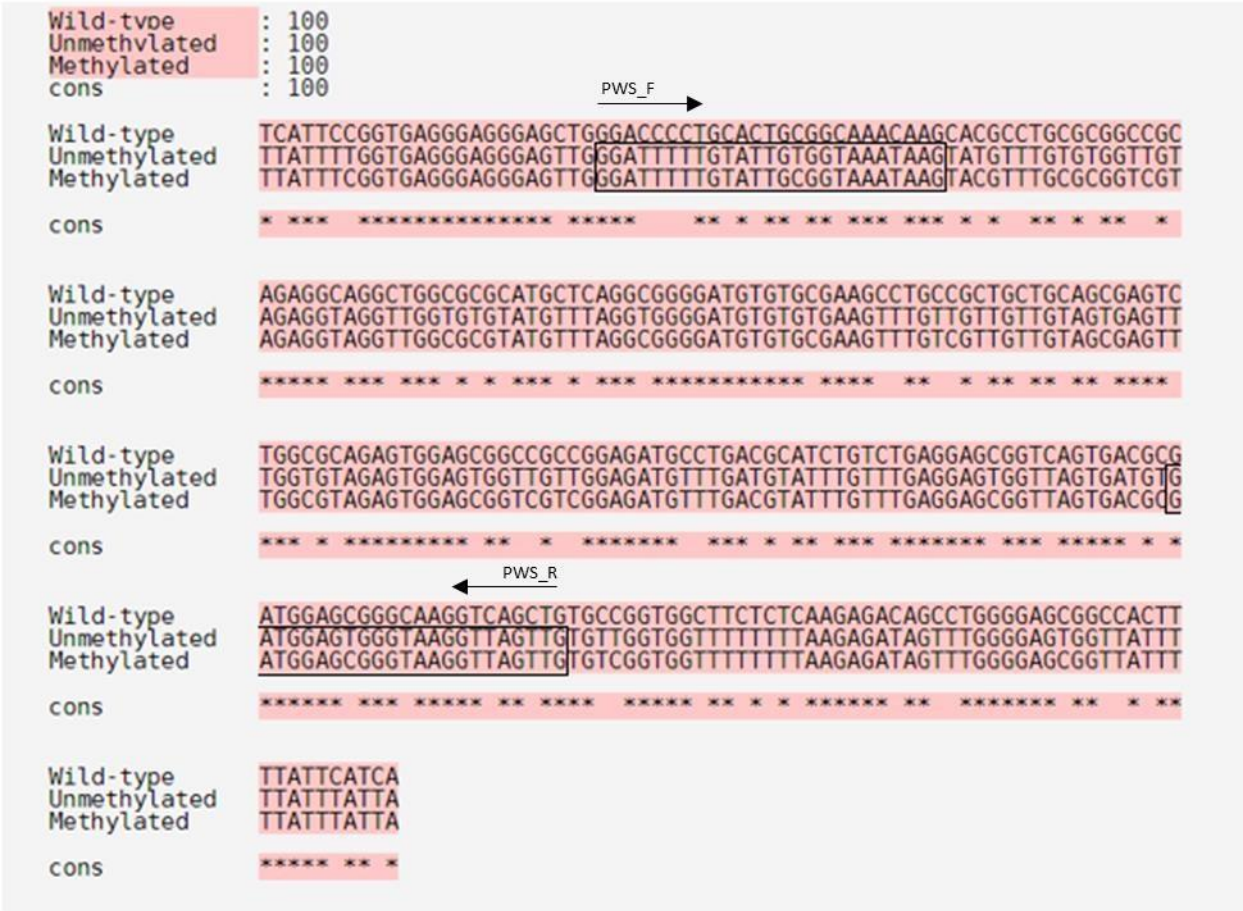 Wild-type : 100
Unmethylated : 100
Methylated : 100
cons : 100
PWS_F
Wild-type TCATTCCGGTGAGGGAGGGAGCTGGGACCCCTGCACTGCGGCAAACAAGCACGCCTGCGCGGCCGC
Unmethylated TTATTTTGGTGAGGGAGGGAGTTGGGATTTTTGTATTGTGGTAAATAAGTATGTTTGTGTGGTTGT
Methylated TTATTTCGGTGAGGGAGGGAGTTGGGATTTTTGTATTGCGGTAAATAAGTACGTTTGCGCGGTCGT
cons * ***  ************** *****    ** * ** ** *** *** * *  ** * **  *
Wild-type AGAGGCAGGCTGGCGCGCATGCTCAGGCGGGGATGTGTGCGAAGCCTGCCGCTGCTGCAGCGAGTC
Unmethylated AGAGGTAGGTTGGTGTGTATGTTTAGGTGGGGATGTGTGTGAAGTTTGTTGTTGTTGTAGTGAGTT
Methylated AGAGGTAGGTTGGCGCGTATGTTTAGGCGGGGATGTGTGCGAAGTTTGTCGTTGTTGTAGCGAGTT
cons ***** *** *** * * *** * *** *********** ****  **  * ** ** ** ****
Wild-type TGGCGCAGAGTGGAGCGGCCGCCGGAGATGCCTGACGCATCTGTCTGAGGAGCGGTCAGTGACGCG
Unmethylated TGGTGTAGAGTGGAGTGGTTGTTGGAGATGTTTGATGTATTTGTTTGAGGAGTGGTTAGTGATGTG
Methylated TGGCGTAGAGTGGAGCGGTCGTCGGAGATGTTTGACGTATTTGTTTGAGGAGCGGTTAGTGACGCG
cons *** * ********* **  *  *******  *** * ** *** ******* *** ***** * *
PWS_R
Wild-type ATGGAGCGGGCAAGGTCAGCTGTGCCGGTGGCTTCTCTCAAGAGACAGCCTGGGGAGCGGCCACTT
Unmethylated ATGGAGTGGGTAAGGTTAGTTGTGTTGGTGGTTTTTTTTAAGAGATAGTTTGGGGAGTGGTTATTT
Methylated ATGGAGCGGGTAAGGTTAGTTGTGTCGGTGGTTTTTTTTAAGAGATAGTTTGGGGAGCGGTTATTT
cons ****** *** ***** ** ****  ***** ** * * ****** **  ******* **  * **
Wild-type TTATTCATCA
Unmethylated TTATTTATTA
Methylated TTATTTATTA
cons ***** ** *